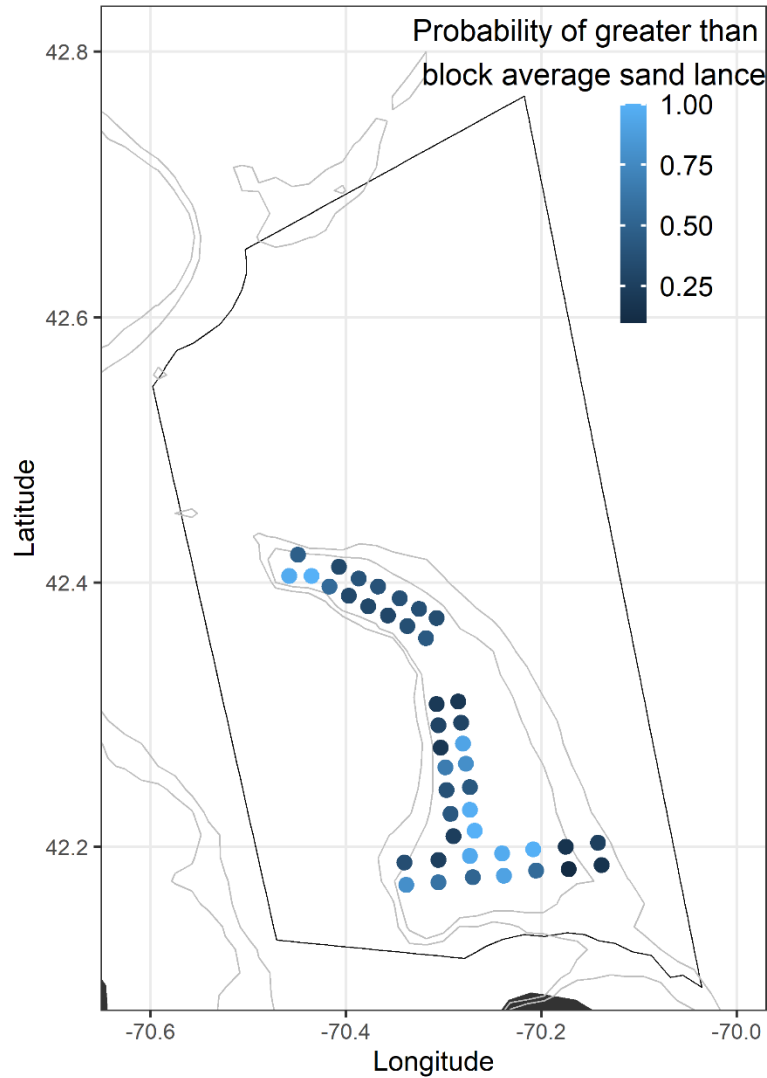 Probability of greater than
block average sand lance
1.00
0.75
0.50
0.25
42.8
42.6
42.4
42.2
Latitude
-70.6 -70.4 -70.2 -70.0
Longitude